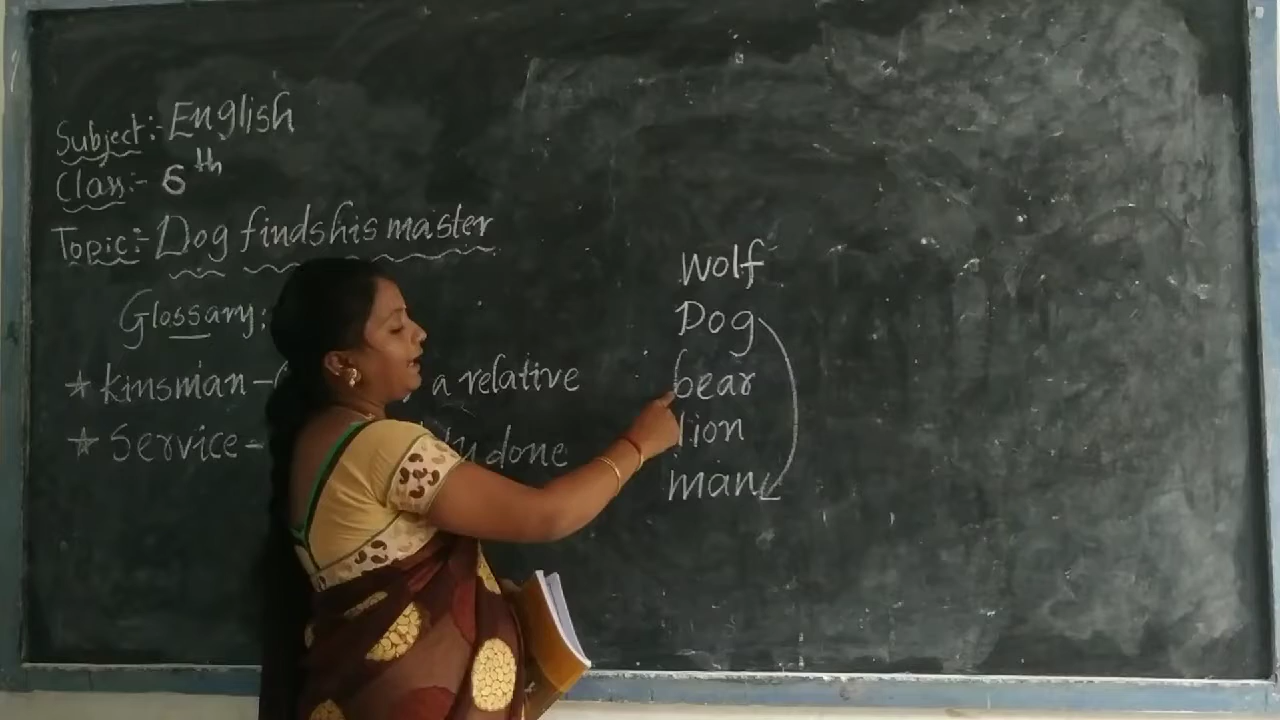 Subject:- English
Class:- 6th
Topic:- Dog finds his master
Glossary:
★ kinsman - a relative
★ Service - done
Wolf
Dog
bear
lion
man